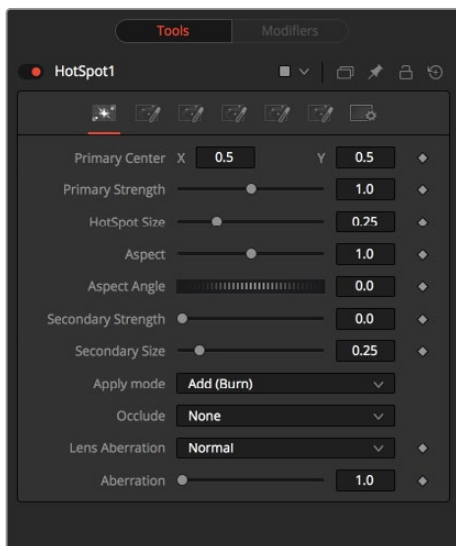 Tools Modifiers
HotSpot1
Primary Center X 0.5 Y 0.5
Primary Strength 1.0
HotSpot Size 0.25
Aspect 1.0
Aspect Angle 0.0
Secondary Strength 0.0
Secondary Size 0.25
Apply mode Add (Burn)
Occlude None
Lens Aberration Normal
Aberration 1.0